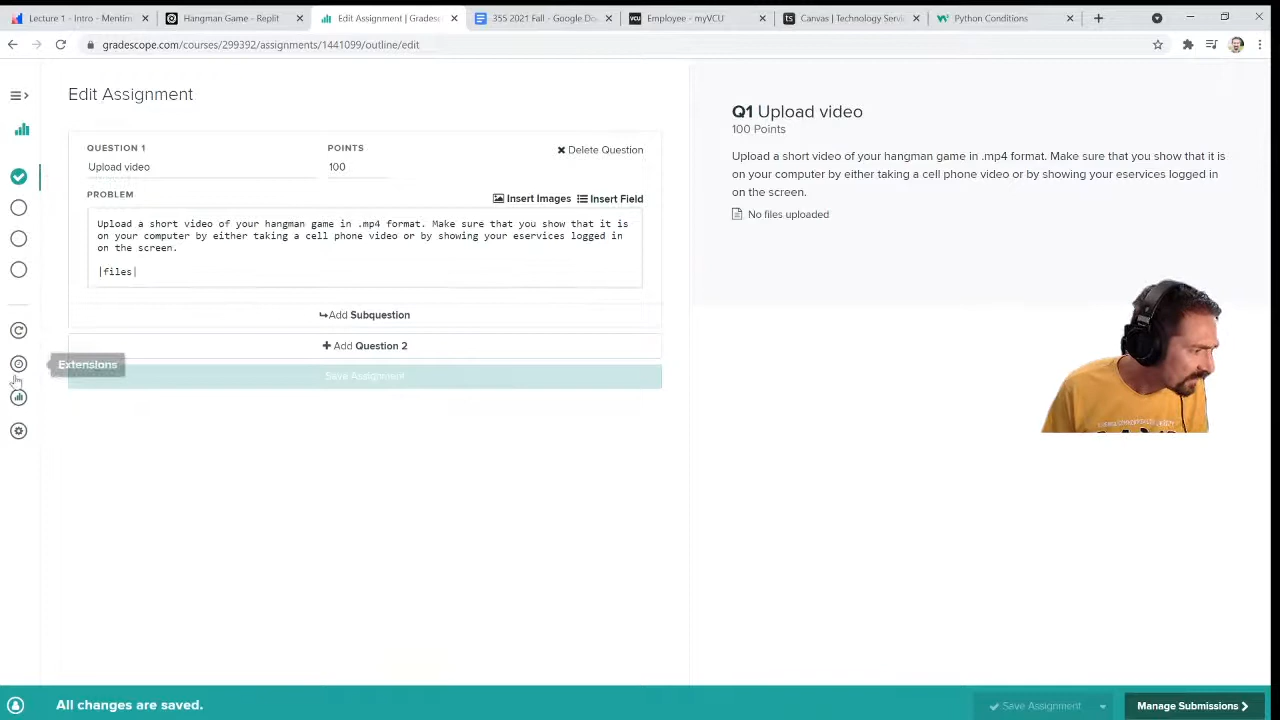 Lecture 1 - Intro - Mentim
Hangman Game - Replit
Edit Assignment | Gradesc
355 2021 Fall - Google Do
Employee - myVCU
Canvas | Technology Servi
Python Conditions
gradescope.com/courses/299392/assignments/1441099/outline/edit
Edit Assignment
QUESTION 1
POINTS
Delete Question
Upload video
100
PROBLEM
Insert Images
Insert Field
Upload a short video of your hangman game in .mp4 format. Make sure that you show that it is
on your computer by either taking a cell phone video or by showing your eservices logged in
on the screen.
|files|
Add Subquestion
Add Question 2
Save Assignment
Extensions
Q1 Upload video
100 Points
Upload a short video of your hangman game in .mp4 format. Make sure that you show that it is
on your computer by either taking a cell phone video or by showing your eservices logged in
on the screen.
No files uploaded
All changes are saved.
Save Assignment
Manage Submissions